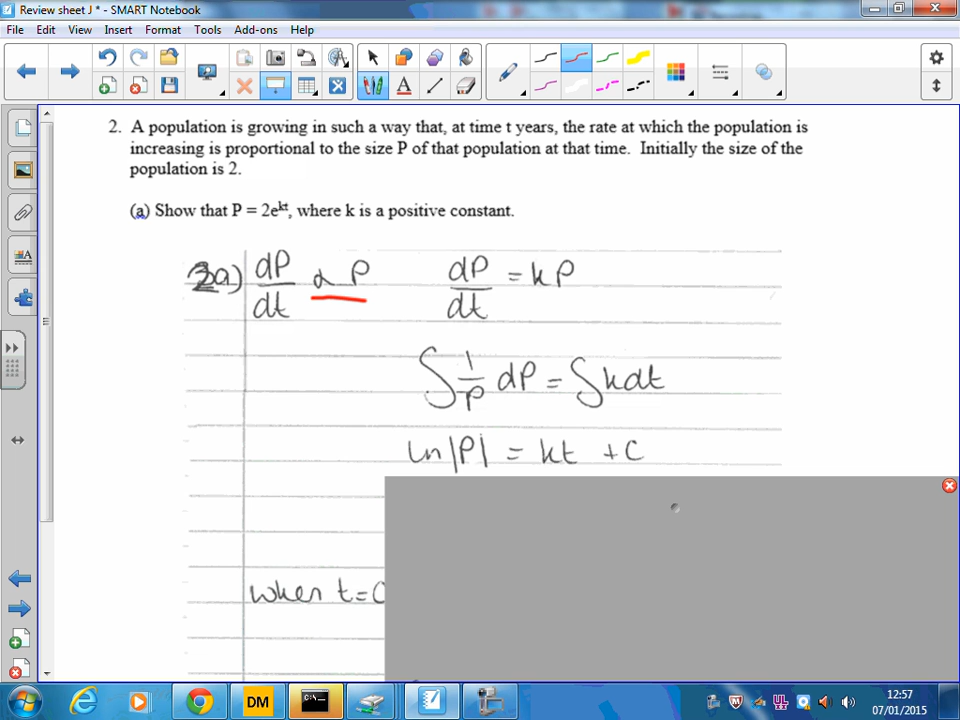 Review sheet J * - SMART Notebook
File Edit View Insert Format Tools Add-ons Help
2. A population is growing in such a way that, at time t years, the rate at which the population is
increasing is proportional to the size P of that population at that time. Initially the size of the
population is 2.
(a) Show that P = 2e^kt, where k is a positive constant.
2a) dP/dt ∝ P dP/dt = kP
∫ 1/P dP = ∫ k dt
ln |P| = kt + C
when t=0
DM
C:\
12:57
07/01/2015